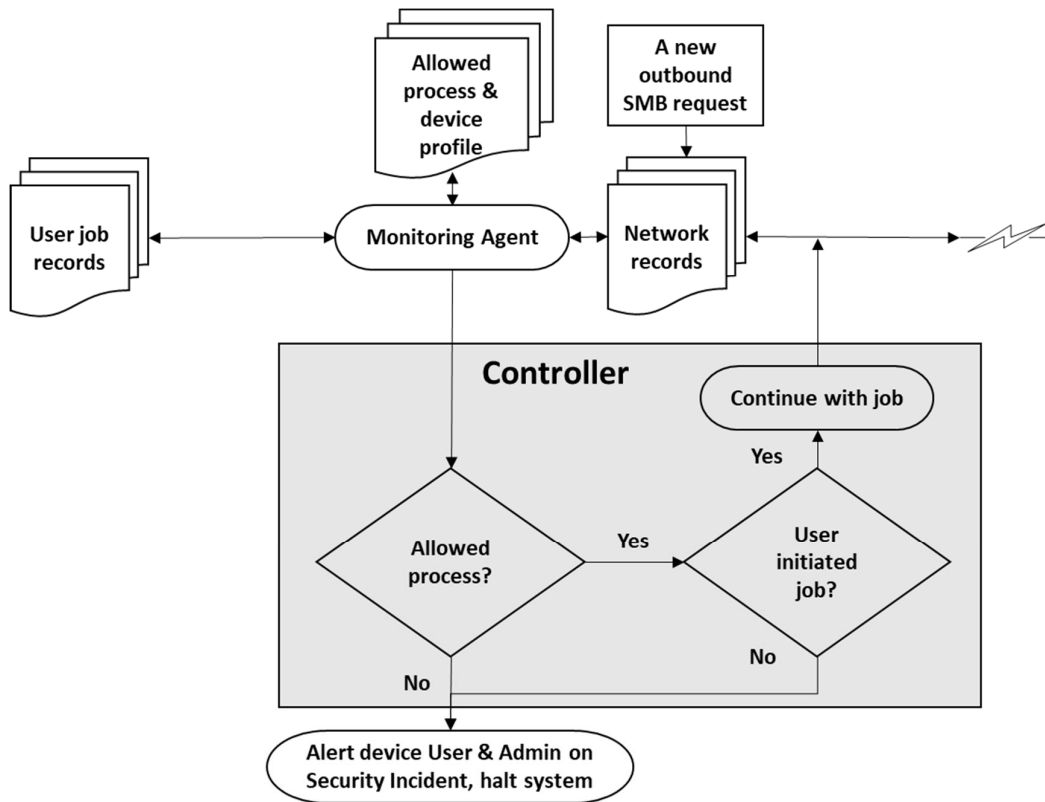 Allowed
process &
device
profile
A new
outbound
SMB request
User job
records
Monitoring Agent
Network
records
Controller
Continue with job
Yes
Allowed
process?
Yes
User
initiated
job?
No
No
Alert device User & Admin on
Security Incident, halt system